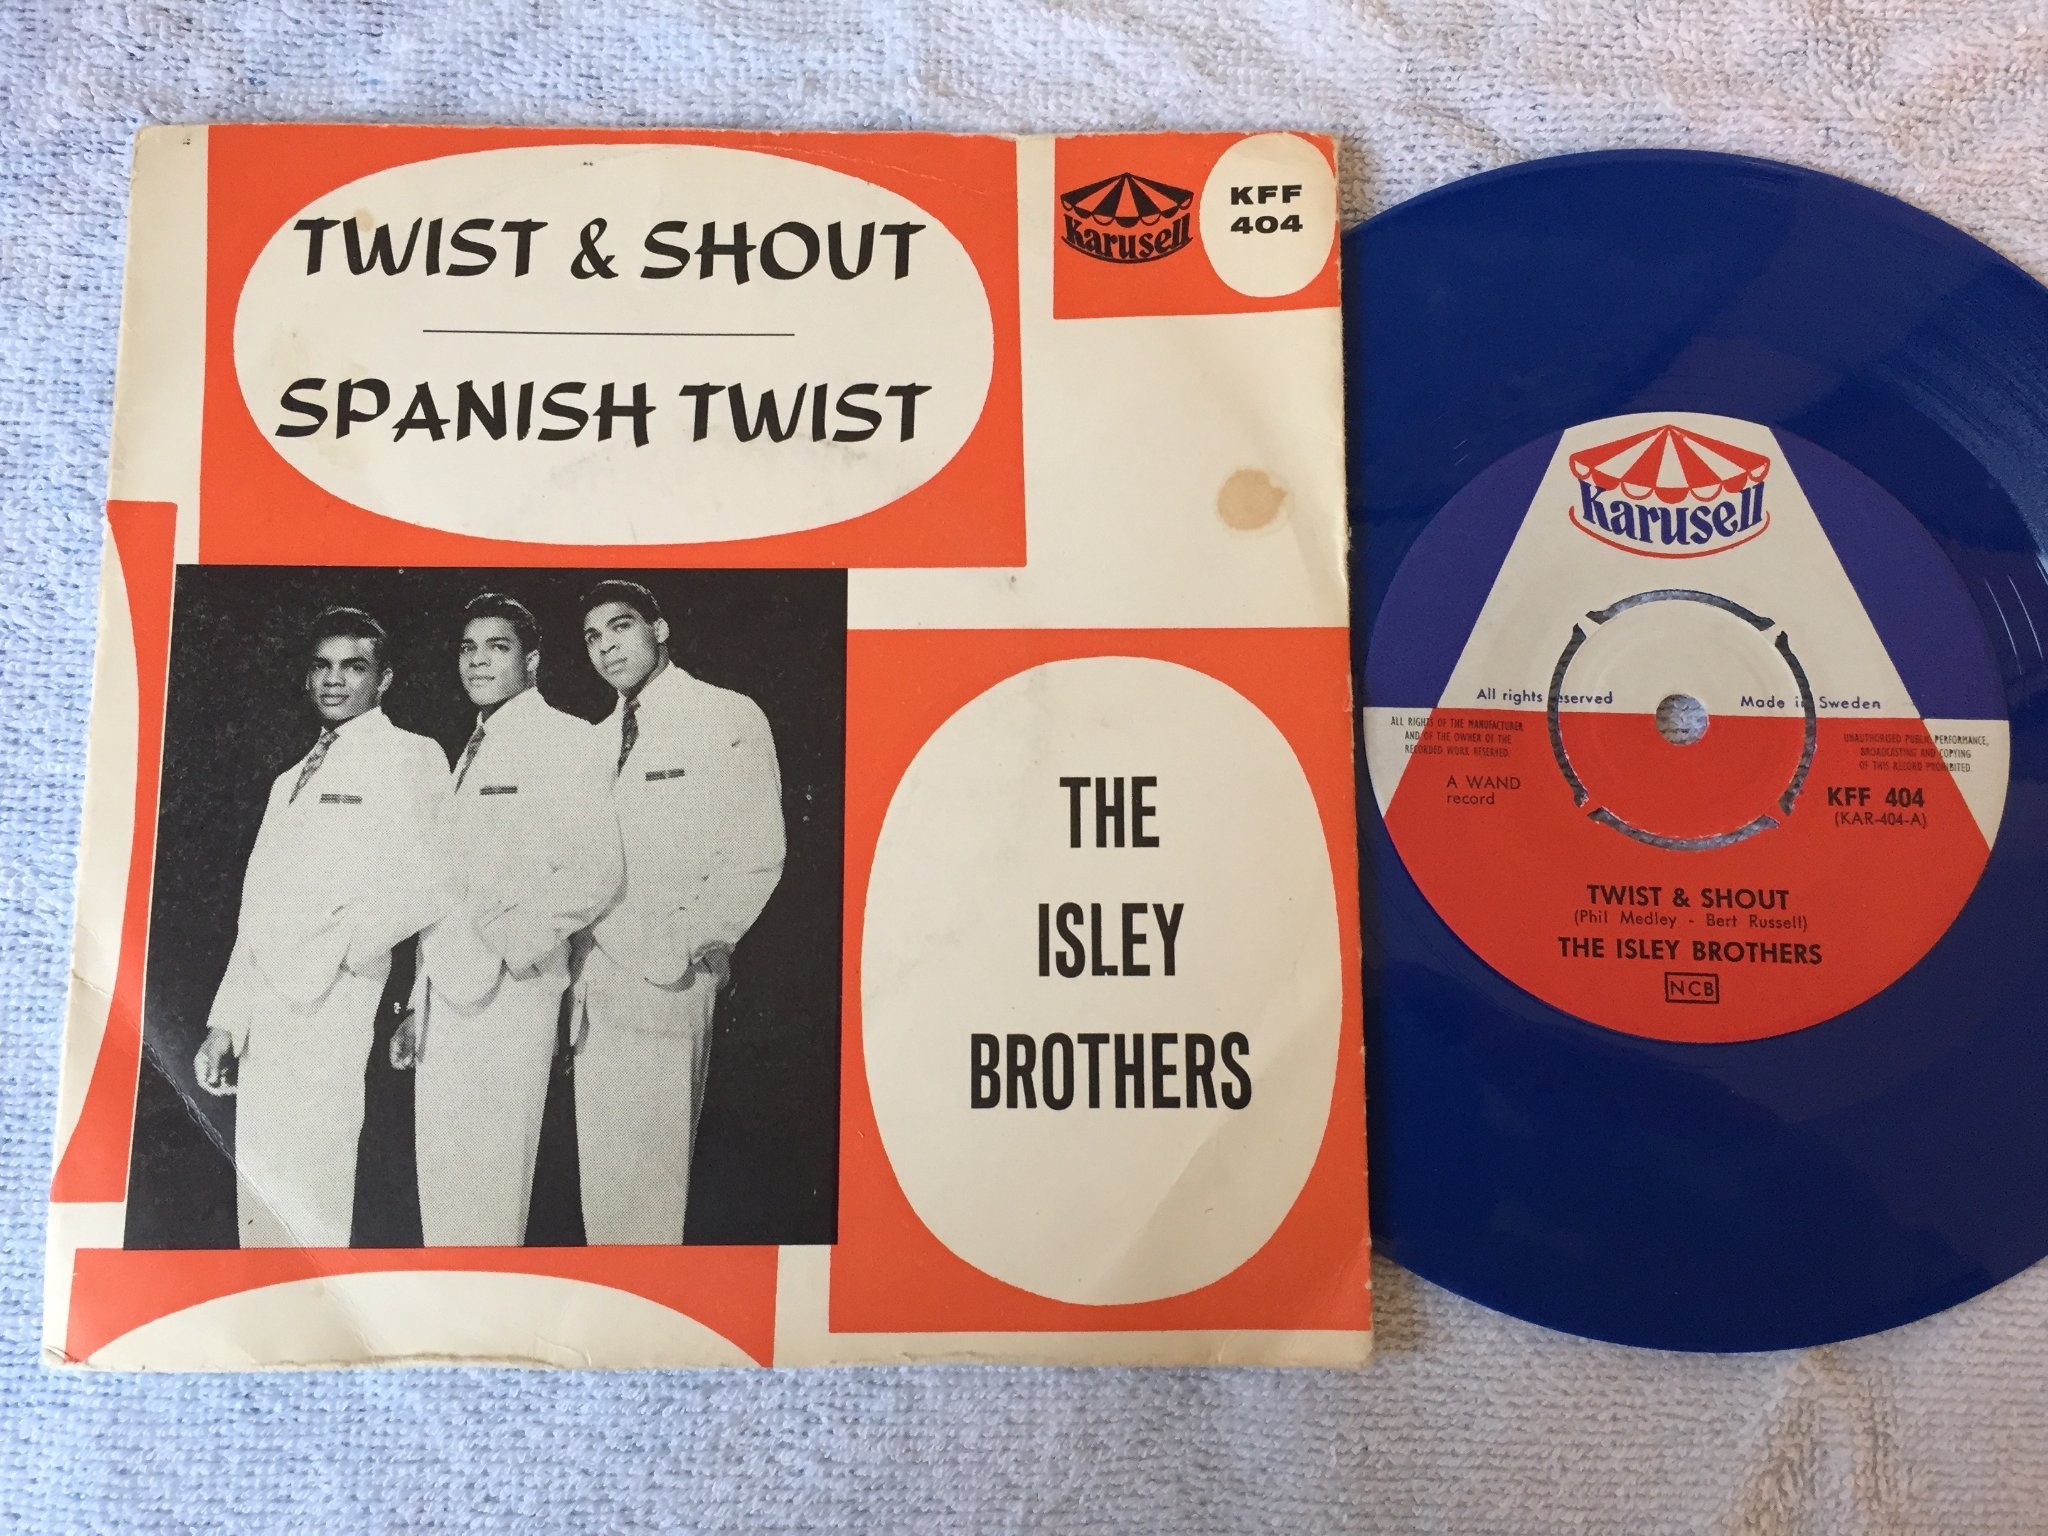 TWIST & SHOUT
SPANISH TWIST
Karusell
KFF
404
THE
ISLEY
BROTHERS
Karusell
All rights reserved
Made in Sweden
ALL RIGHTS OF THE MANUFACTURER
AND OF THE OWNER OF THE
RECORDED WORK RESERVED.
UNAUTHORISED PUBLIC PERFORMANCE,
BROADCASTING AND COPYING
OF THIS RECORD PROHIBITED.
A WAND
record
KFF 404
(KAR-404-A)
TWIST & SHOUT
(Phil Medley - Bert Russell)
THE ISLEY BROTHERS
NCB